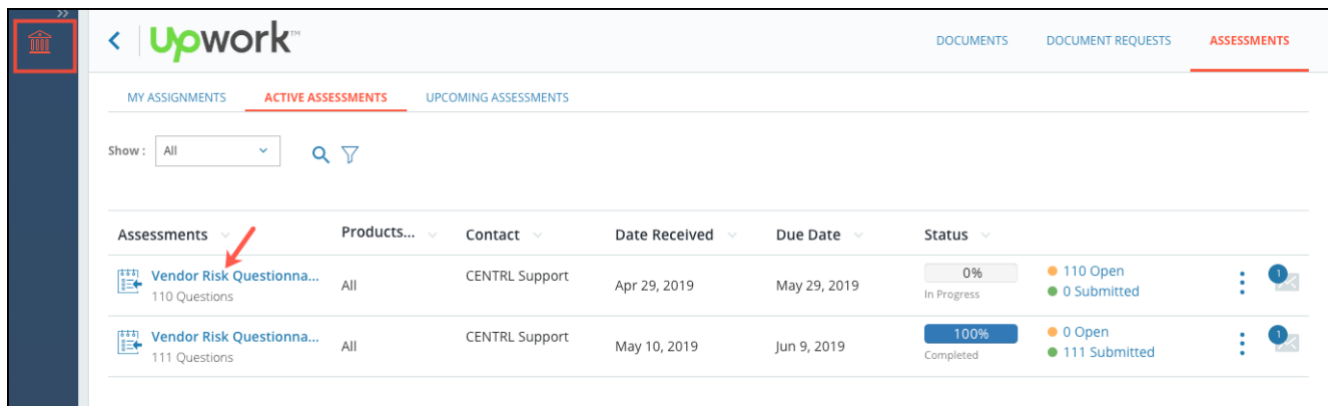 »
Upwork™
DOCUMENTS DOCUMENT REQUESTS ASSESSMENTS
MY ASSIGNMENTS ACTIVE ASSESSMENTS UPCOMING ASSESSMENTS
Show : All
Assessments Products... Contact Date Received Due Date Status
Vendor Risk Questionna... All CENTRL Support Apr 29, 2019 May 29, 2019 0% 110 Open 1
110 Questions In Progress 0 Submitted
Vendor Risk Questionna... All CENTRL Support May 10, 2019 Jun 9, 2019 100% 0 Open 1
111 Questions Completed 111 Submitted